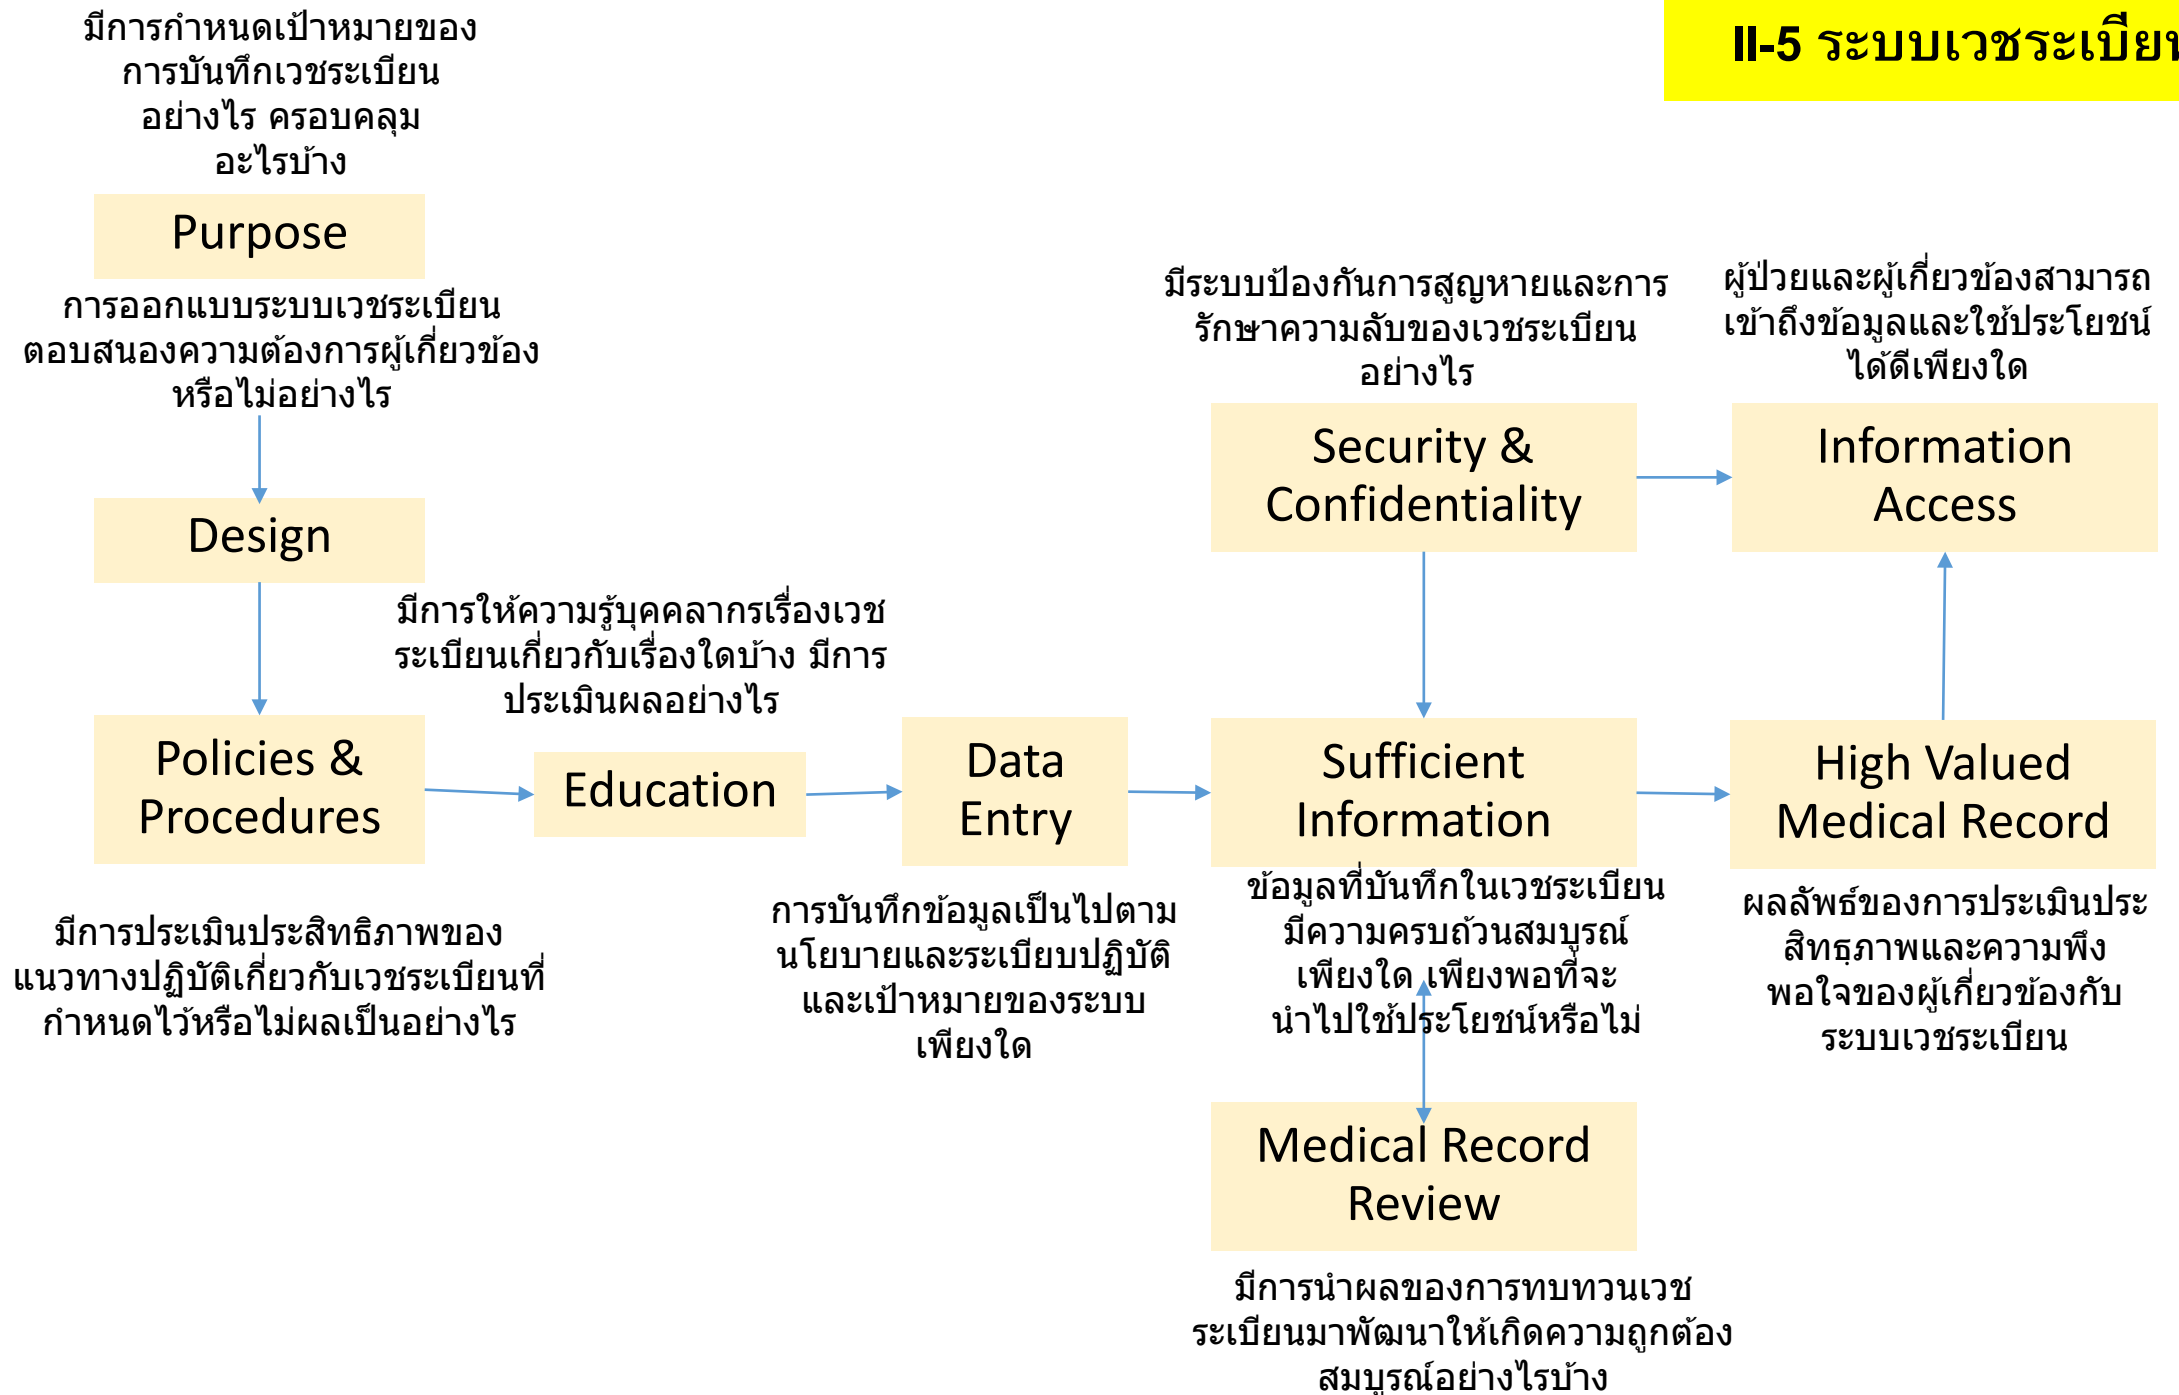 II-5 ระบบเวชระเบียน
มีการกำหนดเป้าหมายของ
การบันทึกเวชระเบียน
อย่างไร ครอบคลุม
อะไรบ้าง
Purpose
การออกแบบระบบเวชระเบียน
ตอบสนองความต้องการผู้เกี่ยวข้อง
หรือไม่อย่างไร
Design
Policies &
Procedures
มีการประเมินประสิทธิภาพของ
แนวทางปฏิบัติเกี่ยวกับเวชระเบียนที่
กำหนดไว้หรือไม่ผลเป็นอย่างไร
มีการให้ความรู้บุคคลากรเรื่องเวช
ระเบียนเกี่ยวกับเรื่องใดบ้าง มีการ
ประเมินผลอย่างไร
Education
Data
Entry
การบันทึกข้อมูลเป็นไปตาม
นโยบายและระเบียบปฏิบัติ
และเป้าหมายของระบบ
เพียงใด
มีระบบป้องกันการสูญหายและการ
รักษาความลับของเวชระเบียน
อย่างไร
Security &
Confidentiality
Sufficient
Information
ข้อมูลที่บันทึกในเวชระเบียน
มีความครบถ้วนสมบูรณ์
เพียงใด เพียงพอที่จะ
นำไปใช้ประโยชน์หรือไม่
Medical Record
Review
มีการนำผลของการทบทวนเวช
ระเบียนมาพัฒนาให้เกิดความถูกต้อง
สมบูรณ์อย่างไรบ้าง
ผู้ป่วยและผู้เกี่ยวข้องสามารถ
เข้าถึงข้อมูลและใช้ประโยชน์
ได้ดีเพียงใด
Information
Access
High Valued
Medical Record
ผลลัพธ์ของการประเมินประ
สิทธฺภาพและความพึง
พอใจของผู้เกี่ยวข้องกับ
ระบบเวชระเบียน